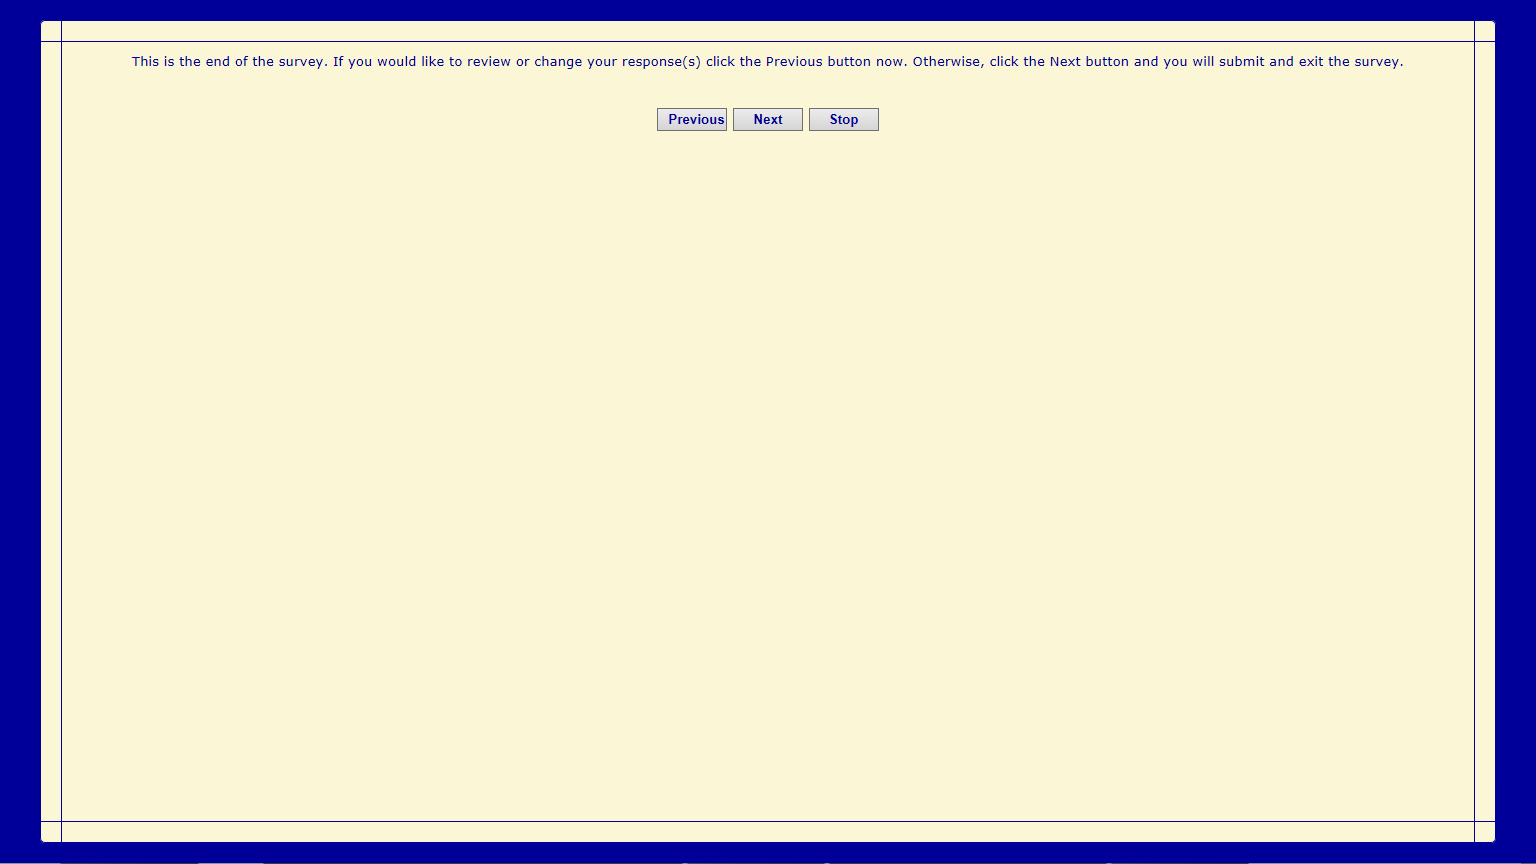 This is the end of the survey. If you would like to review or change your response(s) click the Previous button now. Otherwise, click the Next button and you will submit and exit the survey.
Previous Next Stop